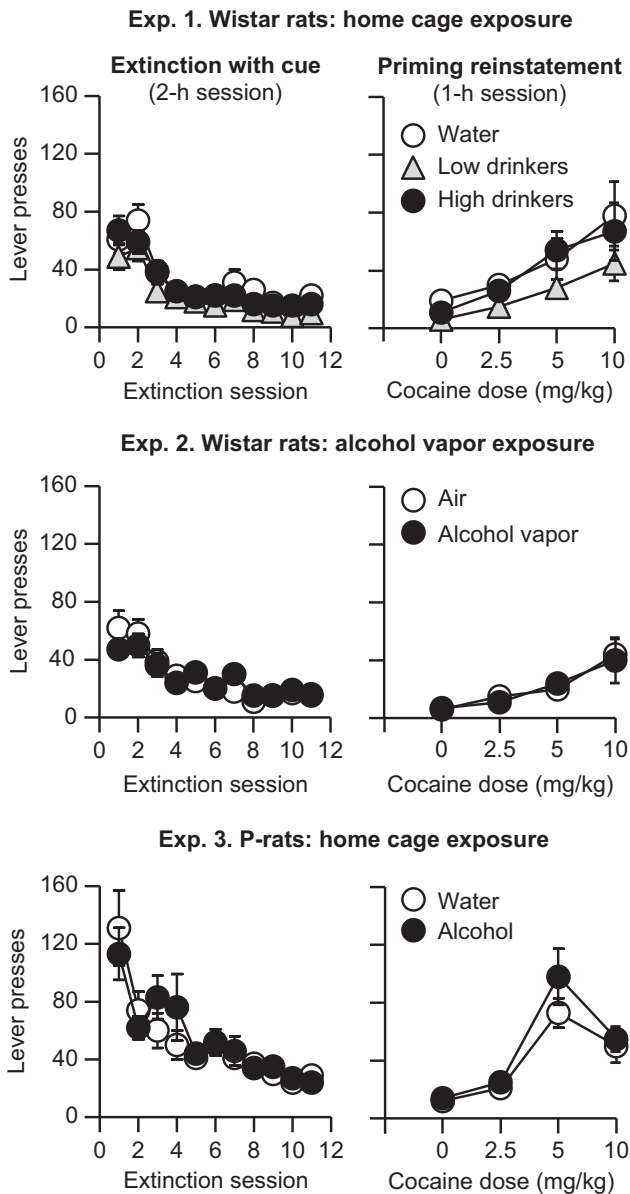 Exp. 1. Wistar rats: home cage exposure
Extinction with cue
(2-h session)
Priming reinstatement
(1-h session)
Lever presses
160
120
80
40
0
0 2 4 6 8 10 12
Extinction session
Water
Low drinkers
High drinkers
0 2.5 5 10
Cocaine dose (mg/kg)
Exp. 2. Wistar rats: alcohol vapor exposure
Lever presses
160
120
80
40
0
0 2 4 6 8 10 12
Extinction session
Air
Alcohol vapor
0 2.5 5 10
Cocaine dose (mg/kg)
Exp. 3. P-rats: home cage exposure
Lever presses
160
120
80
40
0
0 2 4 6 8 10 12
Extinction session
Water
Alcohol
0 2.5 5 10
Cocaine dose (mg/kg)